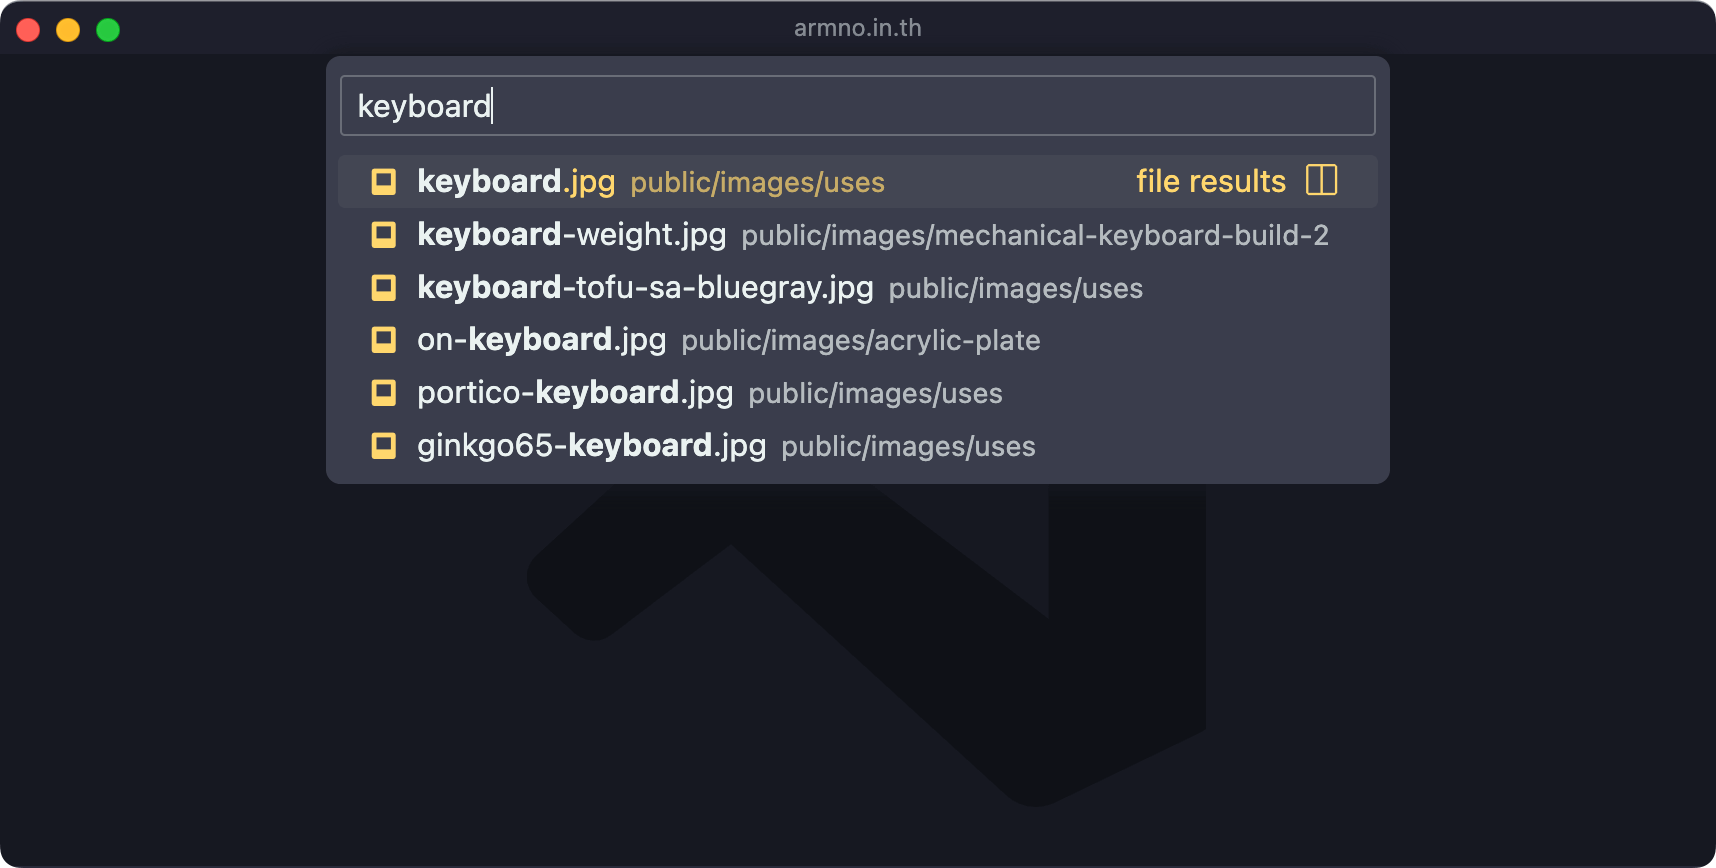 armno.in.th
keyboard
keyboard.jpg public/images/uses file results
keyboard-weight.jpg public/images/mechanical-keyboard-build-2
keyboard-tofu-sa-bluegray.jpg public/images/uses
on-keyboard.jpg public/images/acrylic-plate
portico-keyboard.jpg public/images/uses
ginkgo65-keyboard.jpg public/images/uses